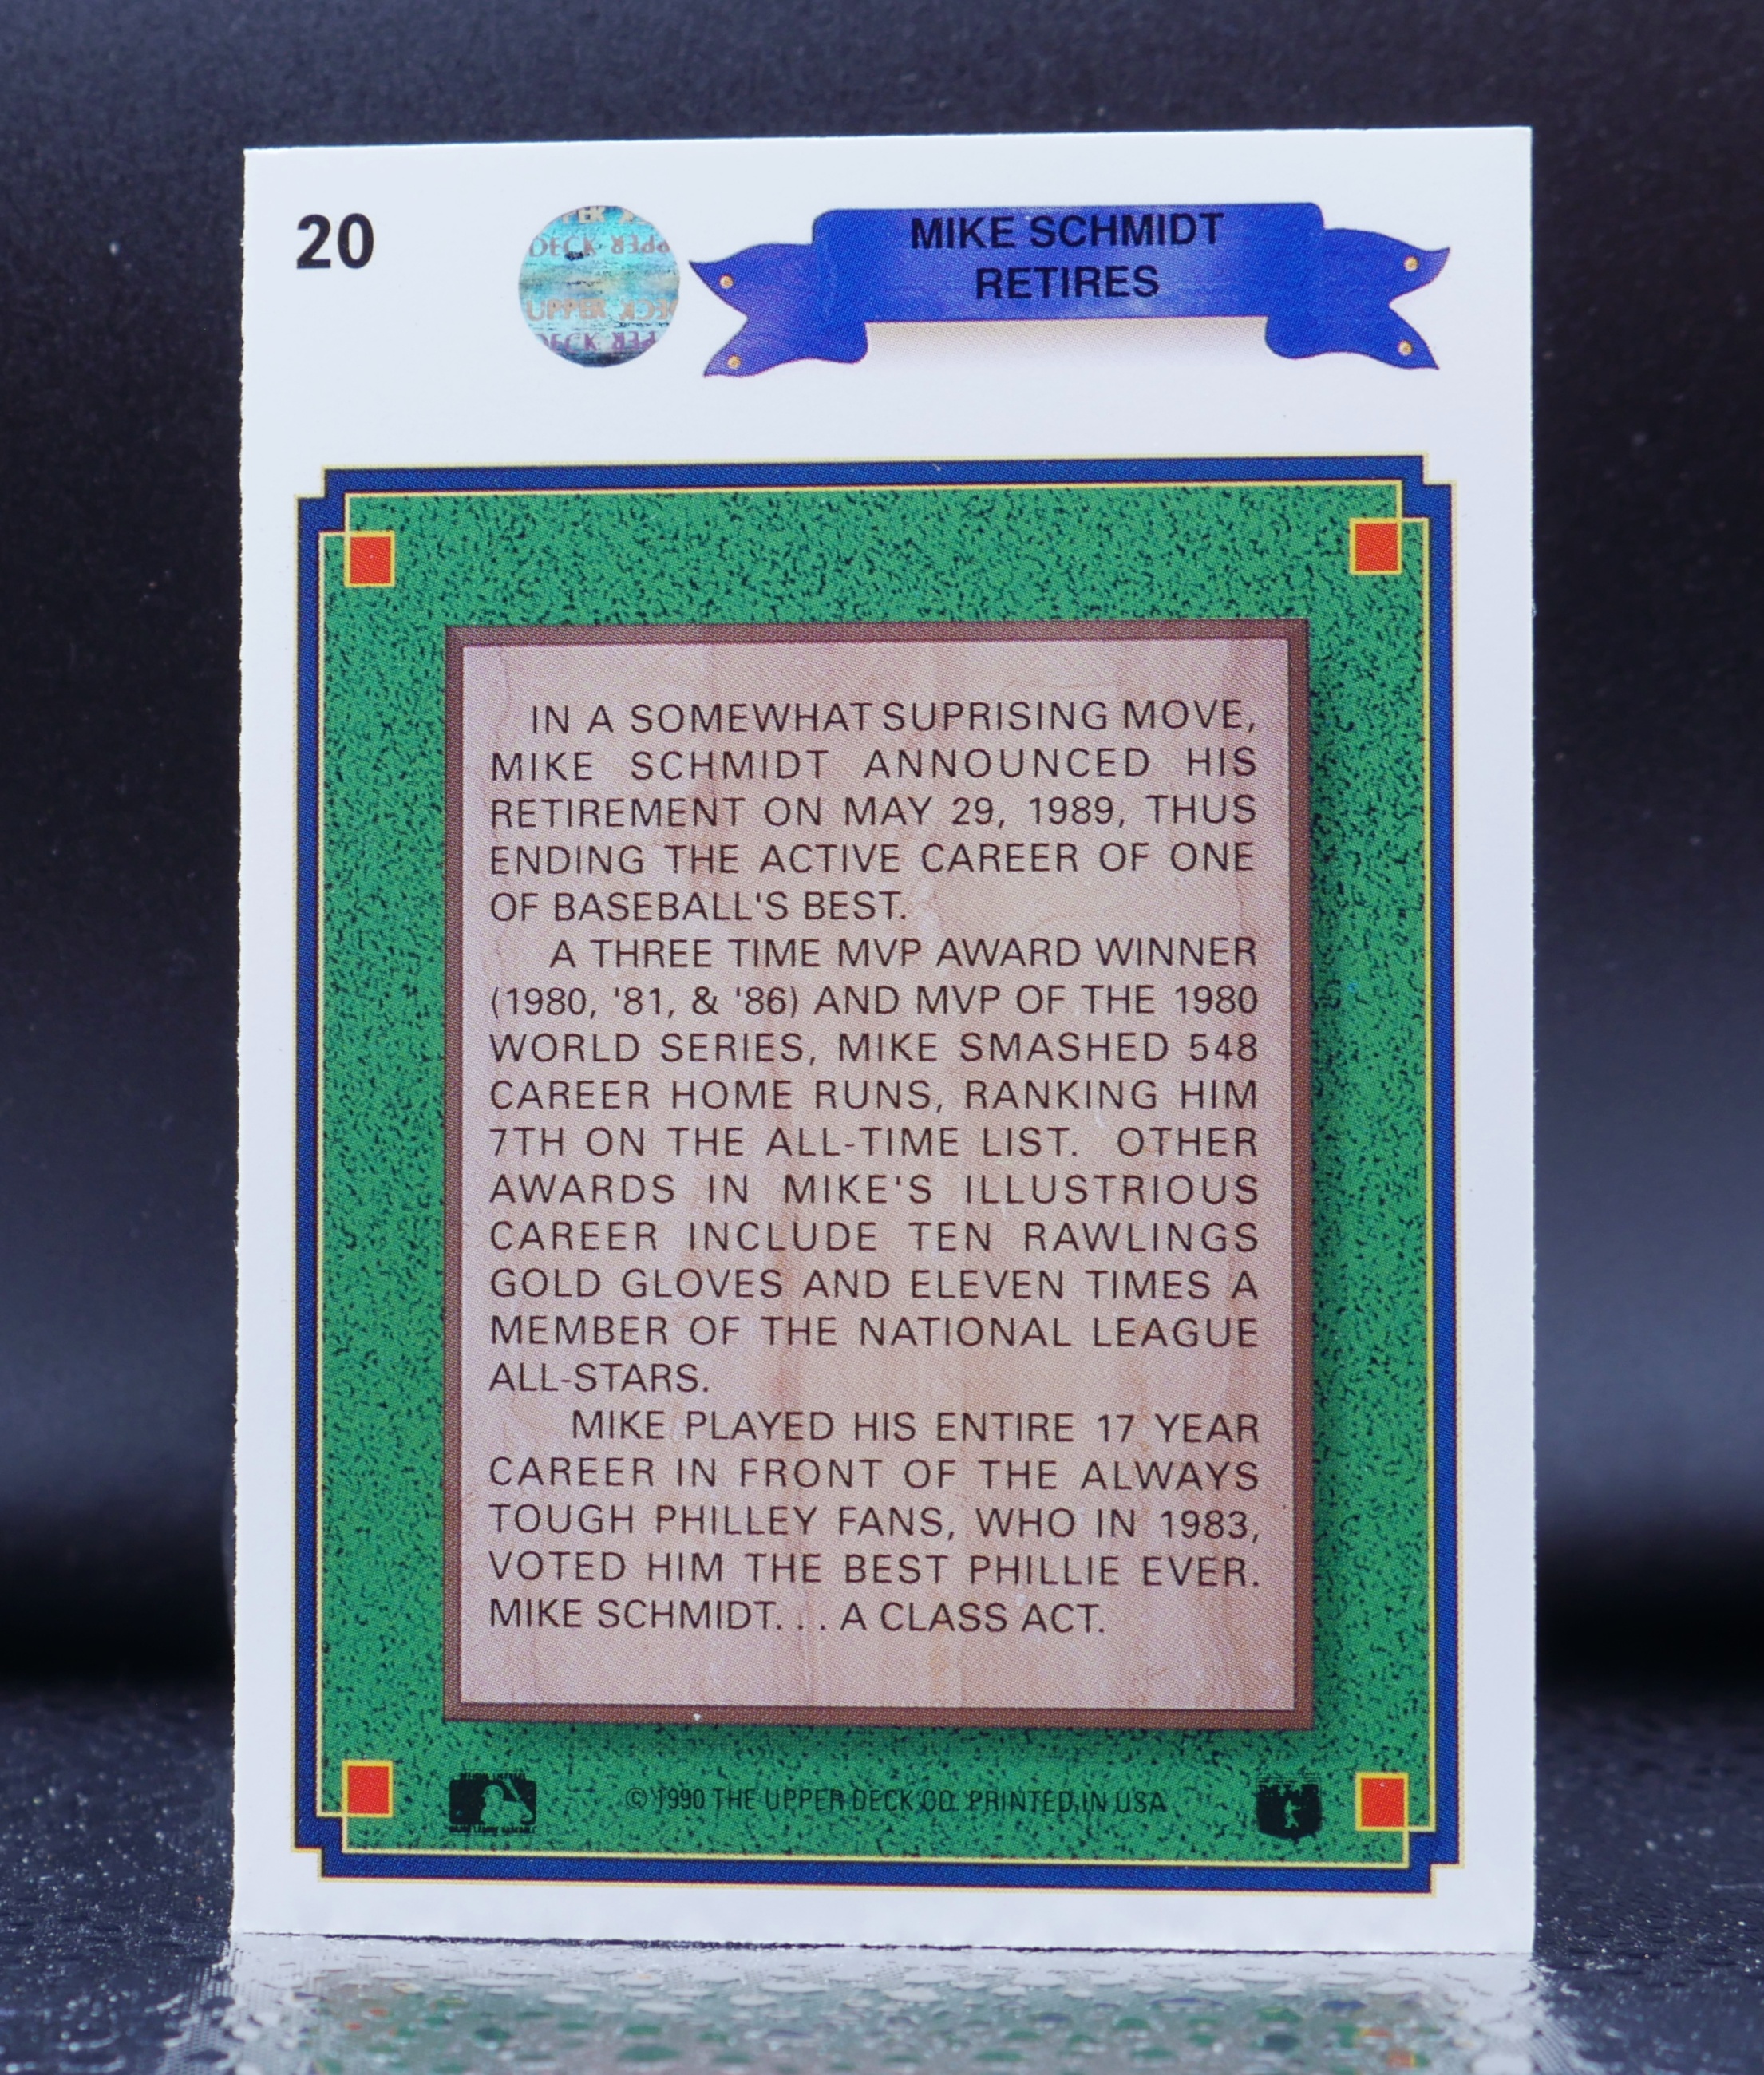 20
MIKE SCHMIDT
RETIRES
UPPER
DECK
IN A SOMEWHAT SUPRISING MOVE,
MIKE SCHMIDT ANNOUNCED HIS
RETIREMENT ON MAY 29, 1989, THUS
ENDING THE ACTIVE CAREER OF ONE
OF BASEBALL'S BEST.
A THREE TIME MVP AWARD WINNER
(1980, '81, & '86) AND MVP OF THE 1980
WORLD SERIES, MIKE SMASHED 548
CAREER HOME RUNS, RANKING HIM
7TH ON THE ALL-TIME LIST. OTHER
AWARDS IN MIKE'S ILLUSTRIOUS
CAREER INCLUDE TEN RAWLINGS
GOLD GLOVES AND ELEVEN TIMES A
MEMBER OF THE NATIONAL LEAGUE
ALL-STARS.
MIKE PLAYED HIS ENTIRE 17 YEAR
CAREER IN FRONT OF THE ALWAYS
TOUGH PHILLEY FANS, WHO IN 1983,
VOTED HIM THE BEST PHILLIE EVER.
MIKE SCHMIDT. . . A CLASS ACT.
© 1990 THE UPPER DECK CO. PRINTED IN USA